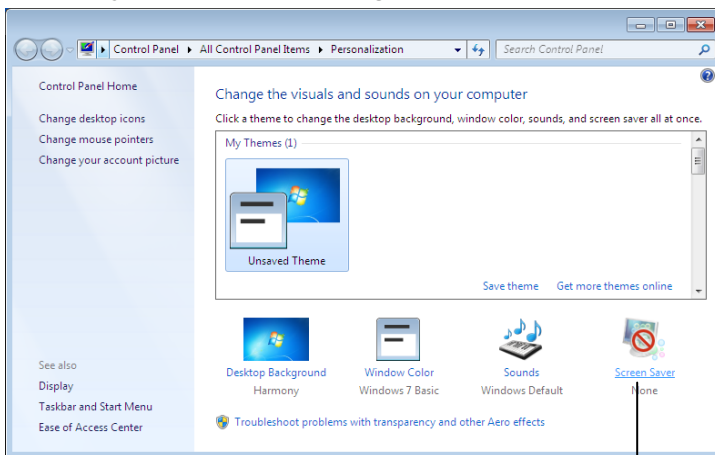 Control Panel ▸ All Control Panel Items ▸ Personalization
Search Control Panel
Control Panel Home
Change desktop icons
Change mouse pointers
Change your account picture
Change the visuals and sounds on your computer
Click a theme to change the desktop background, window color, sounds, and screen saver all at once.
My Themes (1)
Unsaved Theme
Save theme Get more themes online
Desktop Background
Harmony
Window Color
Windows 7 Basic
Sounds
Windows Default
Screen Saver
None
Troubleshoot problems with transparency and other Aero effects
See also
Display
Taskbar and Start Menu
Ease of Access Center